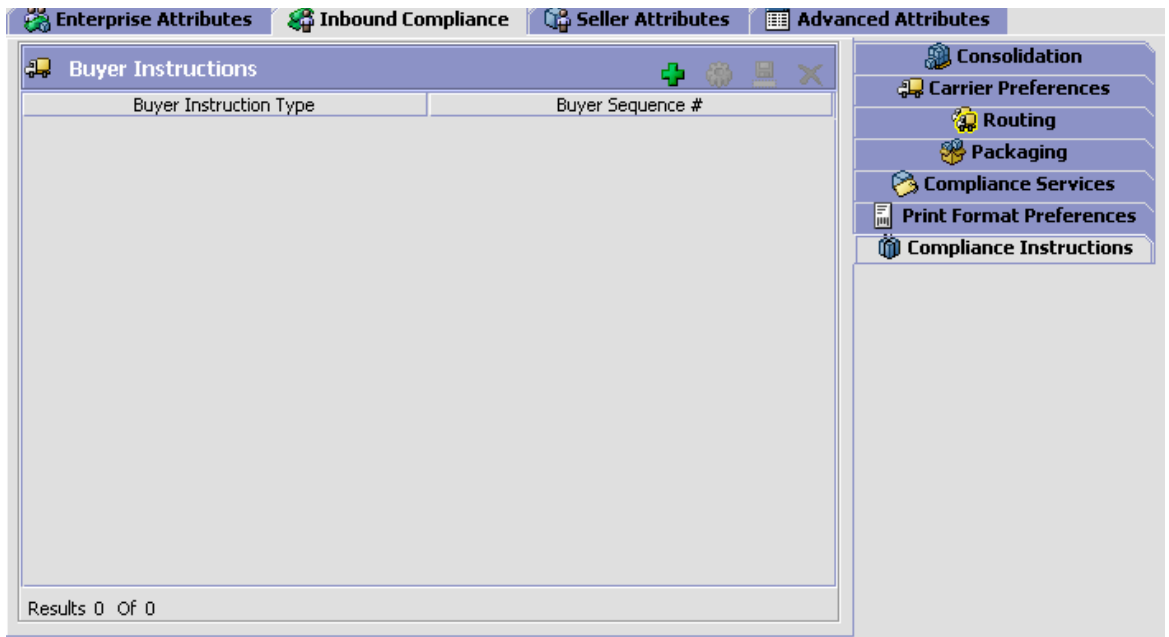 Enterprise Attributes Inbound Compliance Seller Attributes Advanced Attributes
Buyer Instructions
Buyer Instruction Type Buyer Sequence #
Results 0 Of 0
Consolidation
Carrier Preferences
Routing
Packaging
Compliance Services
Print Format Preferences
Compliance Instructions